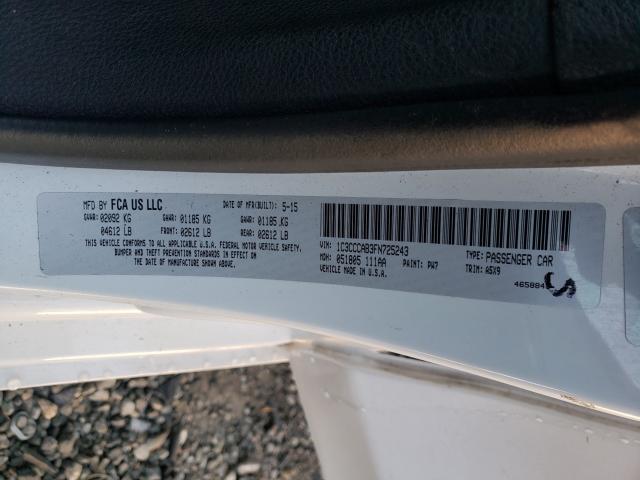 MFD BY FCA US LLC DATE OF MFR(BUILT): 5-15
GVWR: 02092 KG GAWR: 01185 KG GAWR: 01185 KG
04612 LB FRONT: 02612 LB REAR: 02612 LB
THIS VEHICLE CONFORMS TO ALL APPLICABLE U.S.A. FEDERAL MOTOR VEHICLE SAFETY,
BUMPER AND THEFT PREVENTION STANDARDS IN EFFECT ON
THE DATE OF MANUFACTURE SHOWN ABOVE.
VIN: 1C3CCCAB3FN725243 TYPE: PASSENGER CAR
MDH: 051805 111AA PAINT: PW7 TRIM: A5X9
VEHICLE MADE IN U.S.A.
465884